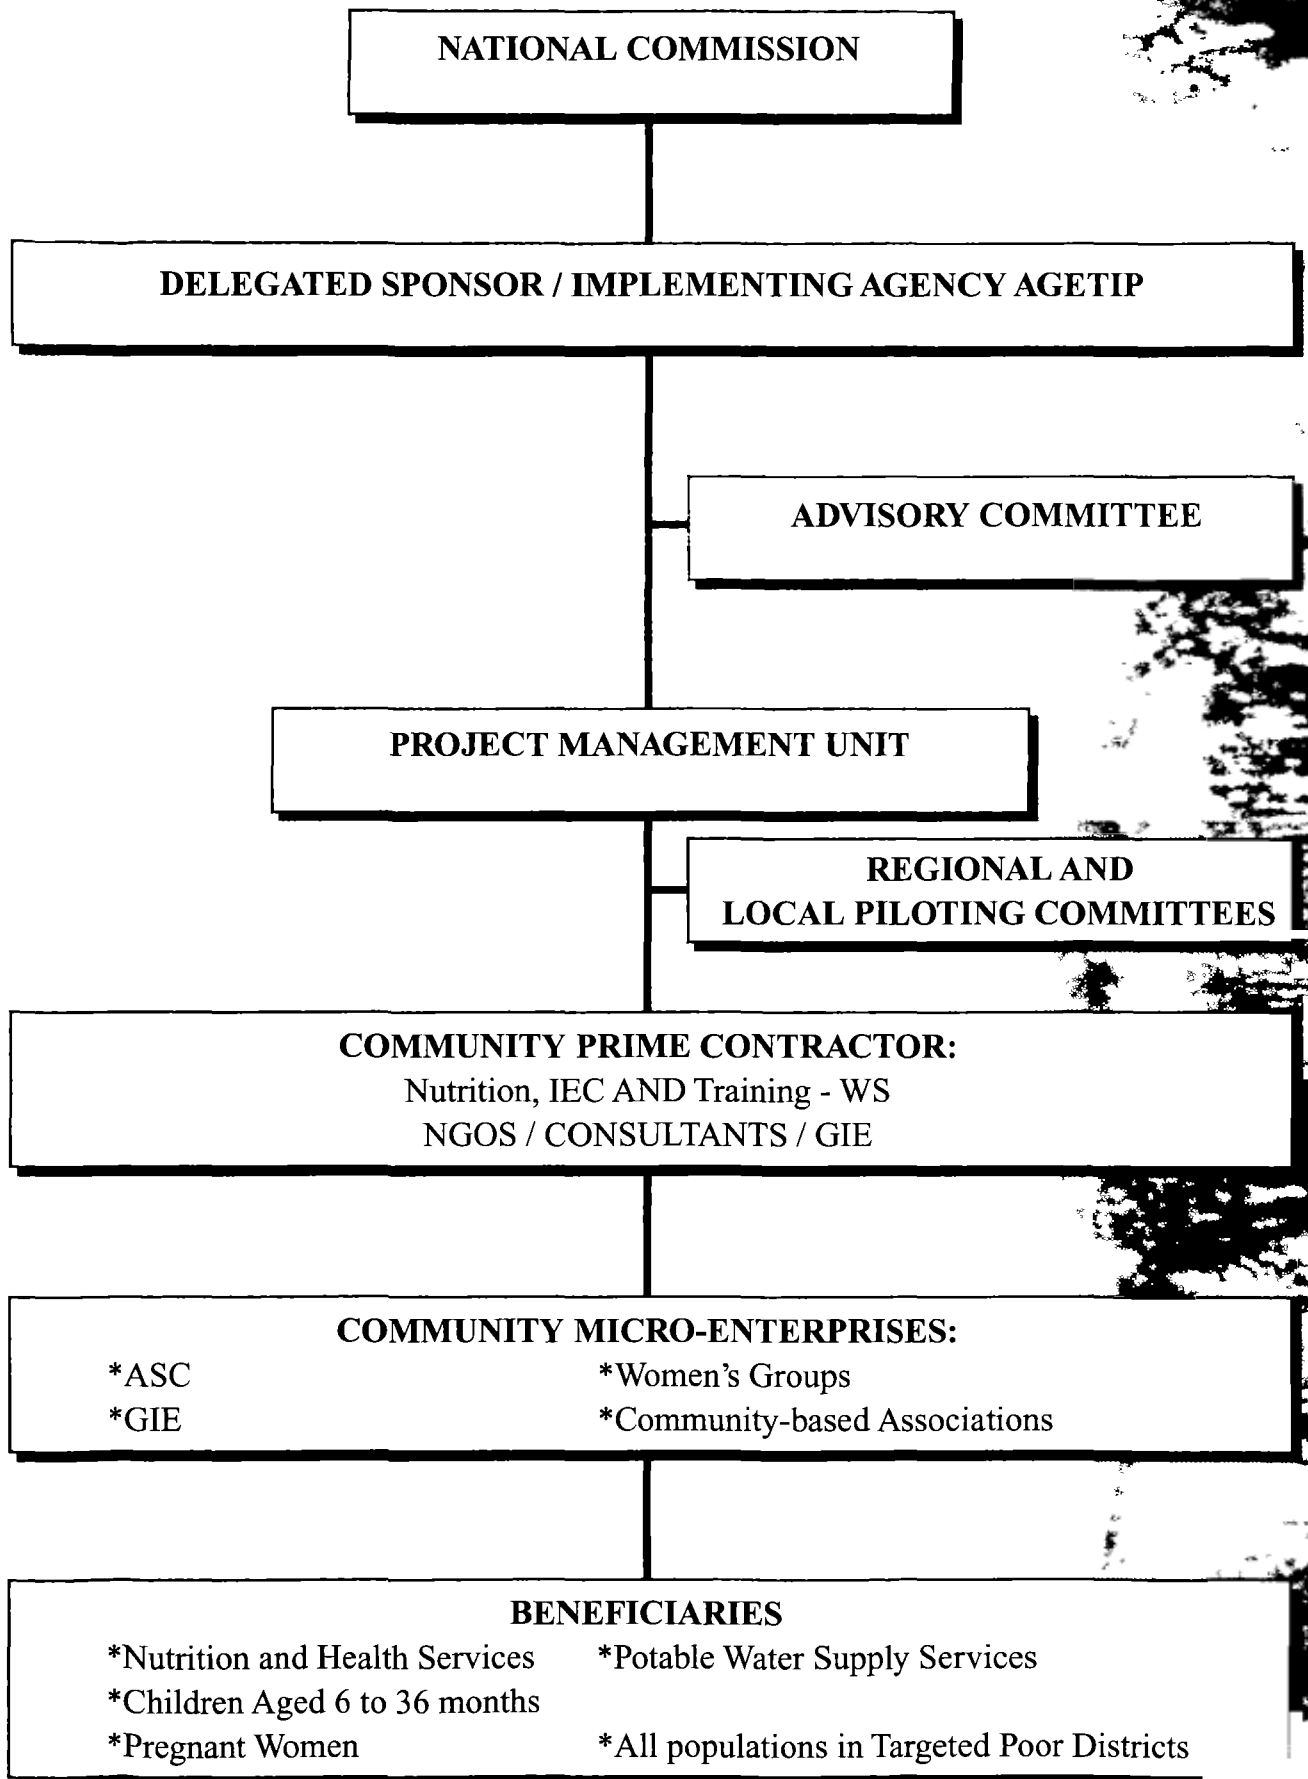 NATIONAL COMMISSION
DELEGATED SPONSOR / IMPLEMENTING AGENCY AGETIP
ADVISORY COMMITTEE
PROJECT MANAGEMENT UNIT
REGIONAL AND
LOCAL PILOTING COMMITTEES
COMMUNITY PRIME CONTRACTOR:
Nutrition, IEC AND Training - WS
NGOS / CONSULTANTS / GIE
COMMUNITY MICRO-ENTERPRISES:
*ASC *Women's Groups
*GIE *Community-based Associations
BENEFICIARIES
*Nutrition and Health Services *Potable Water Supply Services
*Children Aged 6 to 36 months
*Pregnant Women *All populations in Targeted Poor Districts